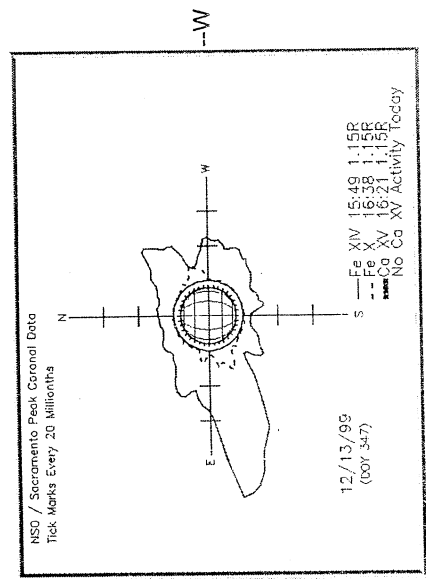 NSO / Sacramento Peak Coronal Data
Tick Marks Every 20 Millionths
N
W
--W
E
S
12/13/99
(DOY 347)
Fe XIV 15:49 1.15R
Fe X 16:38 1.15R
Ca XV 16:21 1.15R
No Ca XV Activity Today